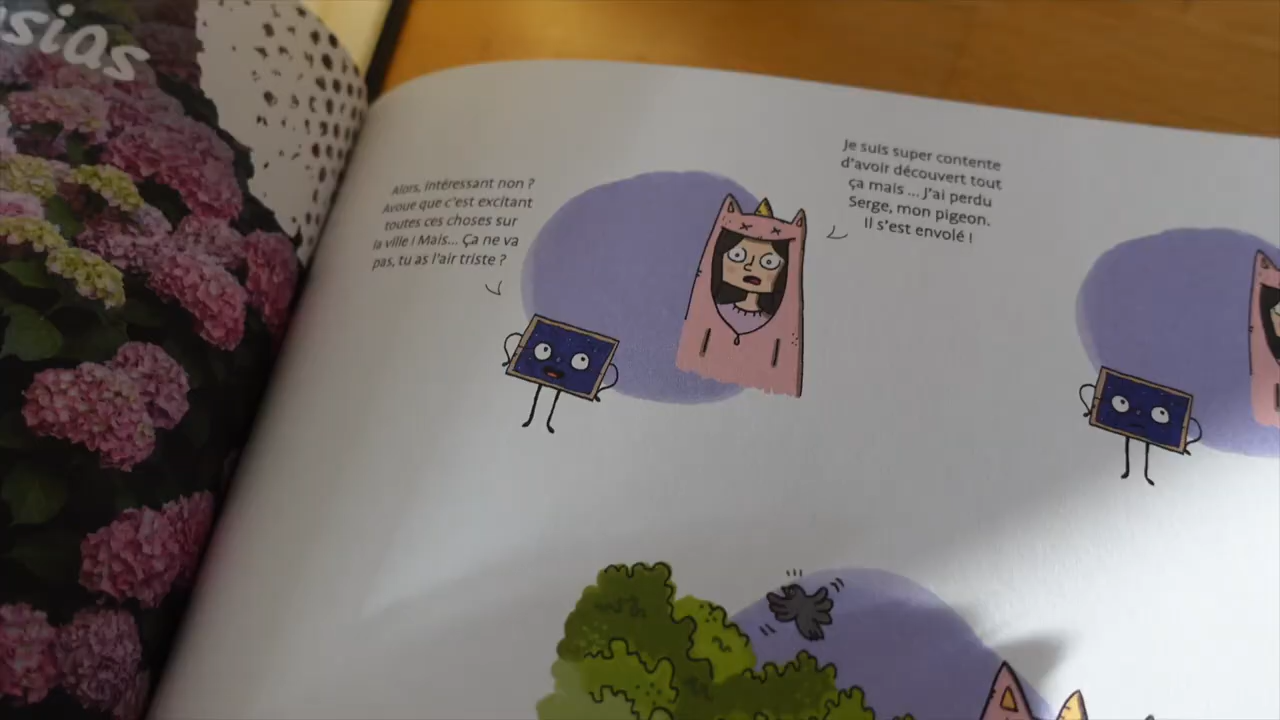 sias
Alors, intéressant non ?
Avoue que c'est excitant
toutes ces choses sur
la ville ! Mais... Ça ne va
pas, tu as l'air triste ?
Je suis super contente
d'avoir découvert tout
ça mais ... J'ai perdu
Serge, mon pigeon.
Il s'est envolé !